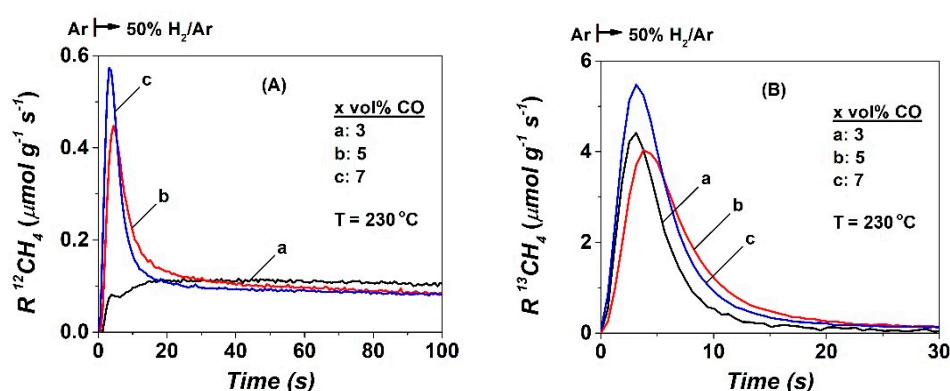 Ar 50% H₂/Ar
(A)
R ¹²CH₄ (μmol g⁻¹ s⁻¹)
0.6
0.4
0.2
0.0
c
b
a
x vol% CO
a: 3
b: 5
c: 7
T = 230 °C
0 20 40 60 80 100
Time (s)
Ar 50% H₂/Ar
(B)
R ¹³CH₄ (μmol g⁻¹ s⁻¹)
6
4
2
0
a
b
c
x vol% CO
a: 3
b: 5
c: 7
T = 230 °C
0 10 20 30
Time (s)